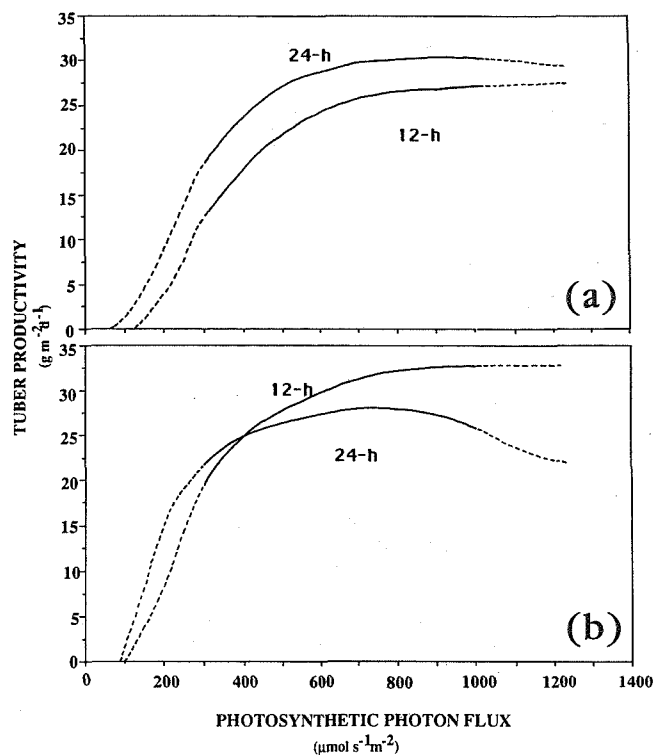 35
30
25
20
15
10
5
0
24-h
12-h
(a)
35
30
25
20
15
10
5
0
12-h
24-h
(b)
TUBER PRODUCTIVITY
(g m-2d-1)
0 200 400 600 800 1000 1200 1400
PHOTOSYNTHETIC PHOTON FLUX
(µmol s-1m-2)